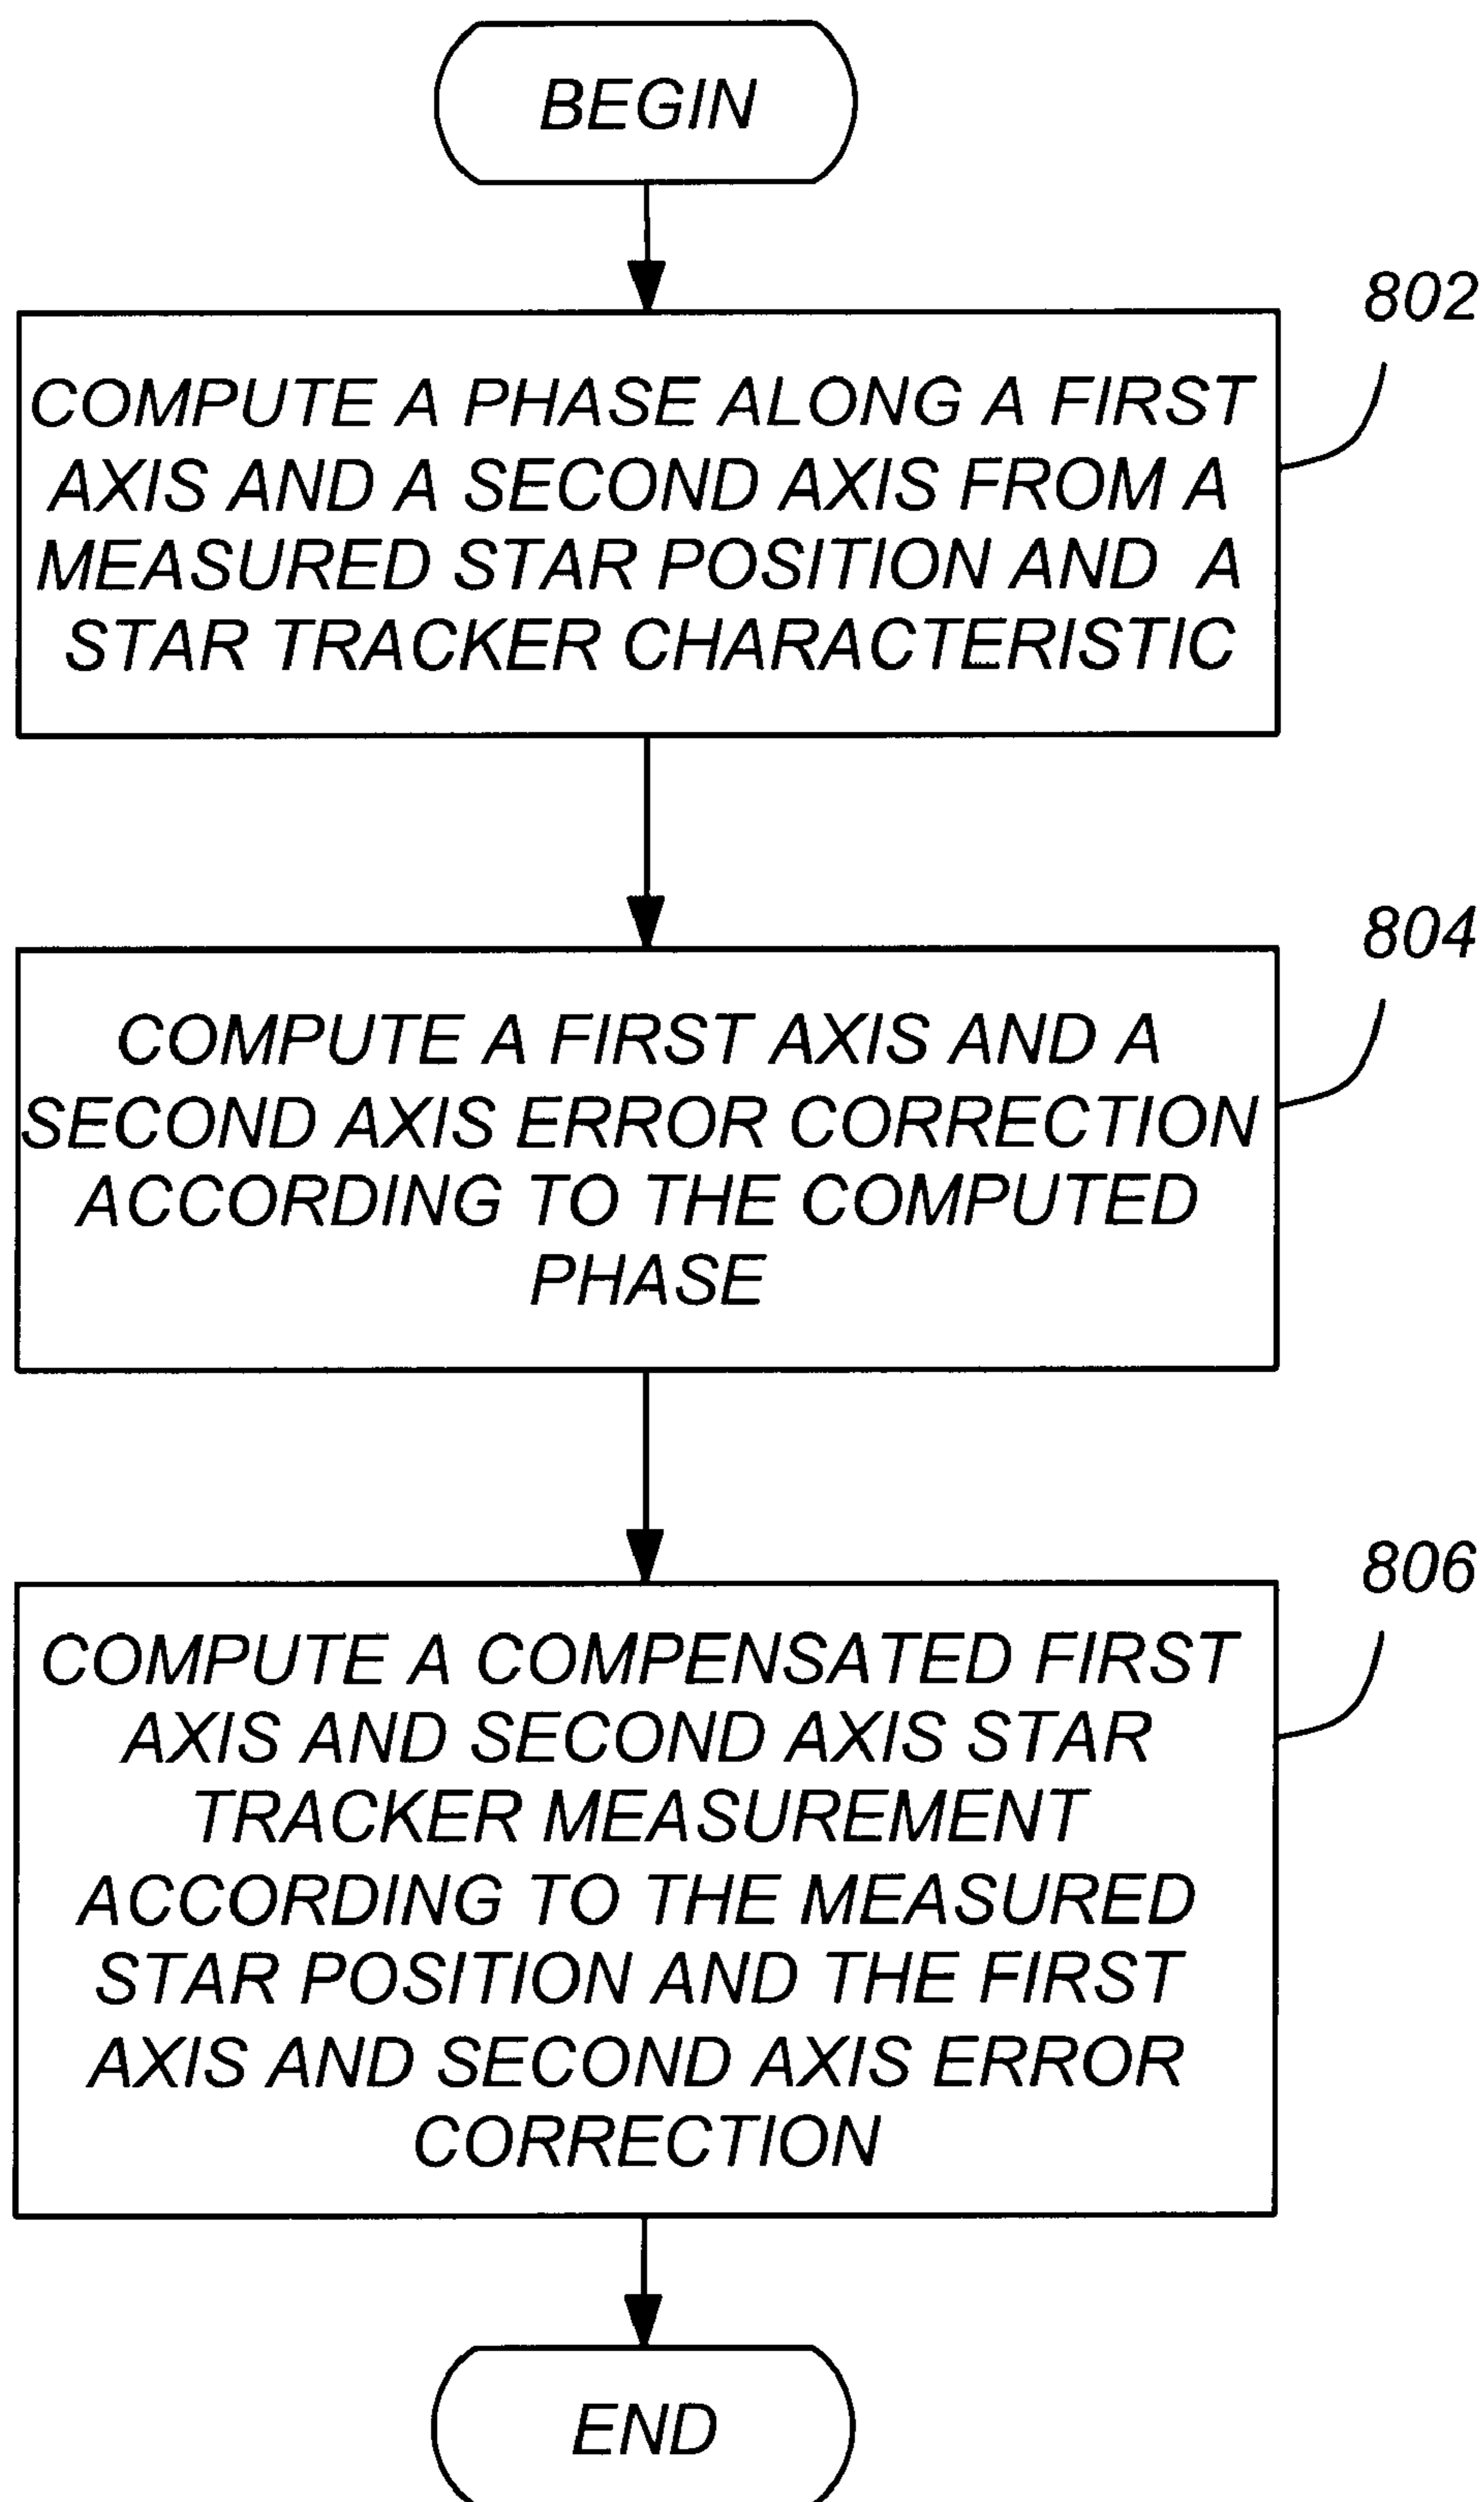 BEGIN
802
COMPUTE A PHASE ALONG A FIRST
AXIS AND A SECOND AXIS FROM A
MEASURED STAR POSITION AND A
STAR TRACKER CHARACTERISTIC
804
COMPUTE A FIRST AXIS AND A
SECOND AXIS ERROR CORRECTION
ACCORDING TO THE COMPUTED
PHASE
806
COMPUTE A COMPENSATED FIRST
AXIS AND SECOND AXIS STAR
TRACKER MEASUREMENT
ACCORDING TO THE MEASURED
STAR POSITION AND THE FIRST
AXIS AND SECOND AXIS ERROR
CORRECTION
END